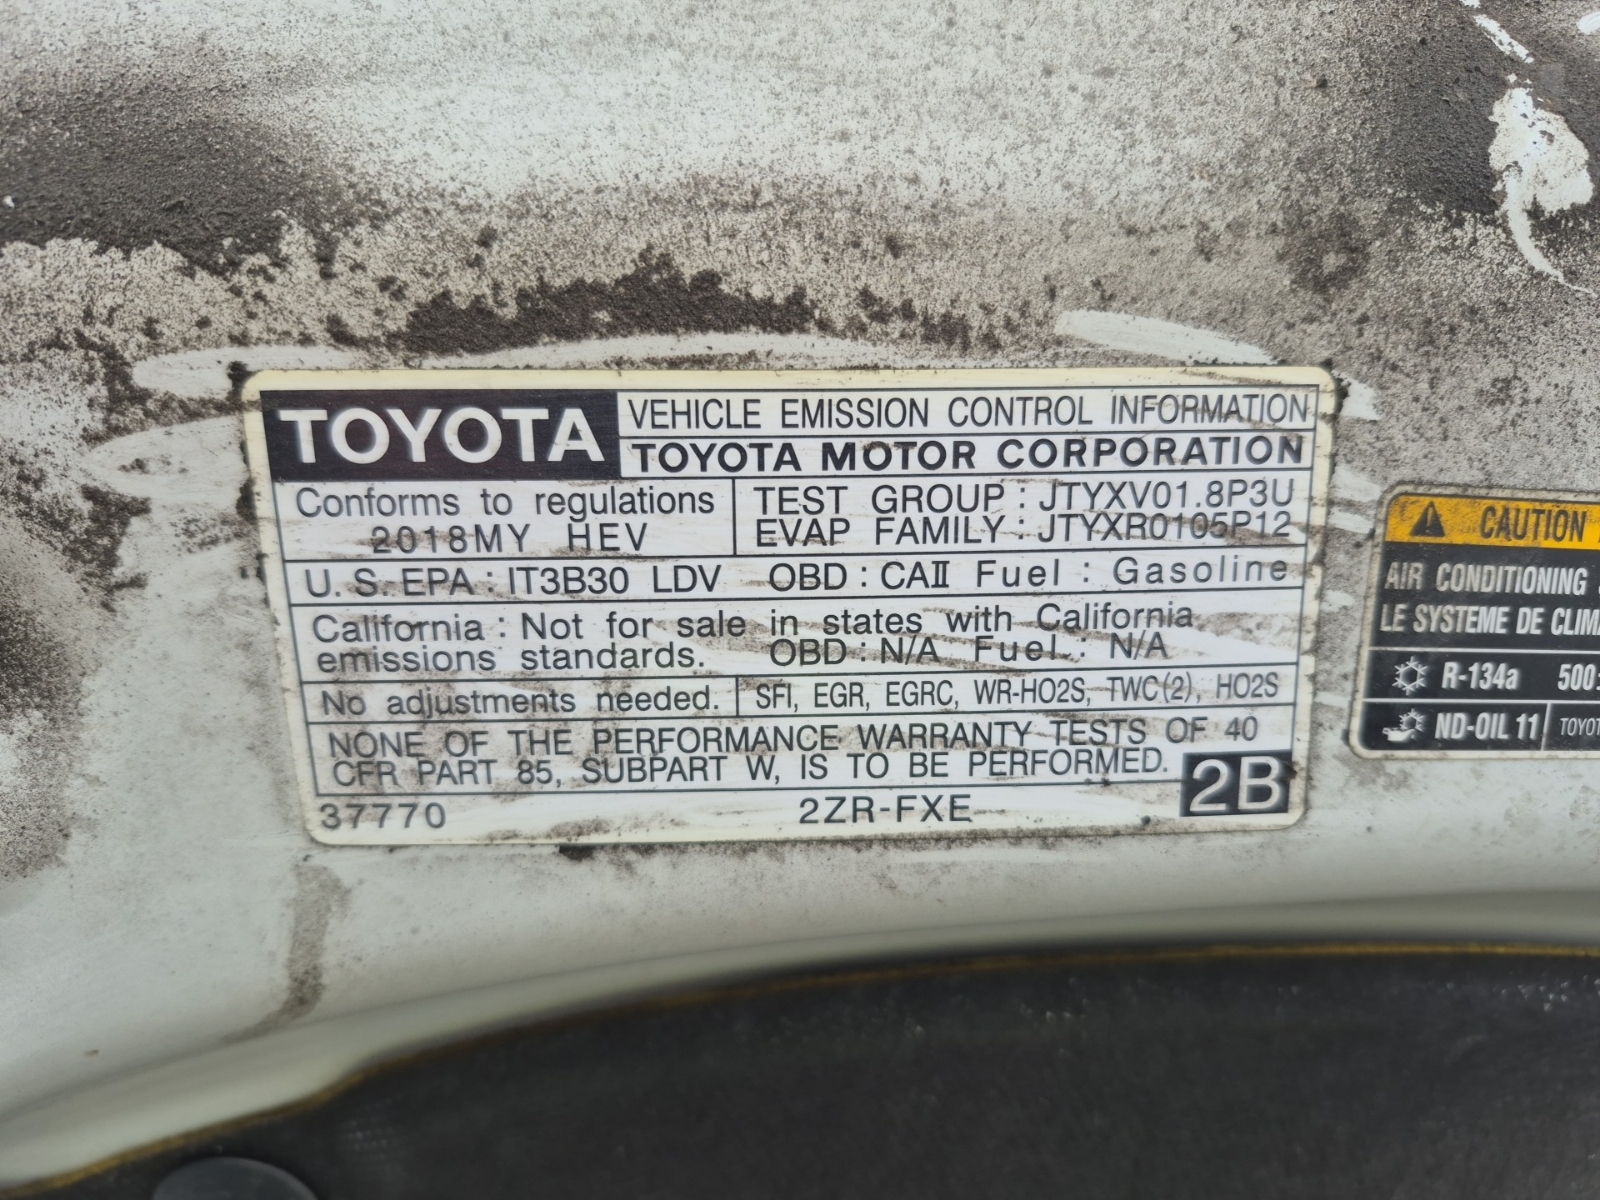 TOYOTA
VEHICLE EMISSION CONTROL INFORMATION
TOYOTA MOTOR CORPORATION
Conforms to regulations
2018MY HEV
TEST GROUP : JTYXV01.8P3U
EVAP FAMILY : JTYXR0105P12
U.S.EPA : IT3B30 LDV OBD : CAII Fuel : Gasoline
California : Not for sale in states with California
emissions standards. OBD : N/A Fuel : N/A
No adjustments needed.
SFI, EGR, EGRC, WR-HO2S, TWC(2), HO2S
NONE OF THE PERFORMANCE WARRANTY TESTS OF 40
CFR PART 85, SUBPART W, IS TO BE PERFORMED.
2B
37770
2ZR-FXE
CAUTION
AIR CONDITIONING
LE SYSTEME DE CLIM
R-134a 500
ND-OIL 11
TOYOT